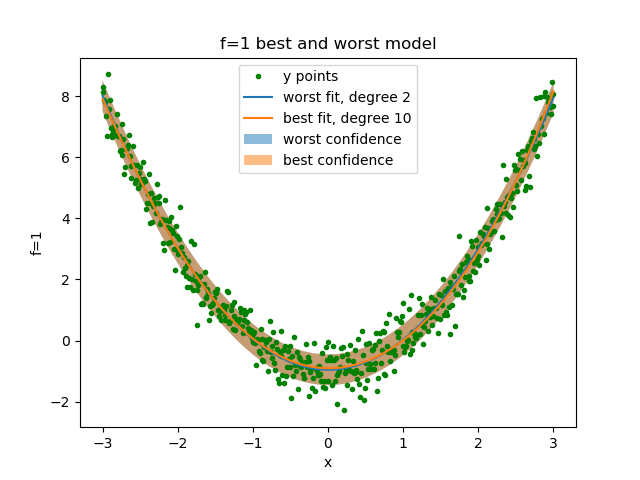 f=1 best and worst model
y points
worst fit, degree 2
best fit, degree 10
worst confidence
best confidence
f=1
8
6
4
2
0
−2
−3
−2
−1
0
1
2
3
x